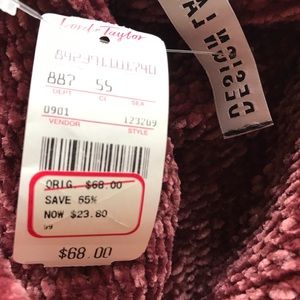 Lord & Taylor
887 55
DEPT CL SEA
0901 123209
VENDOR STYLE
ORIG. $68.00
SAVE 65%
NOW $23.80
99
$68.00
DESIGN